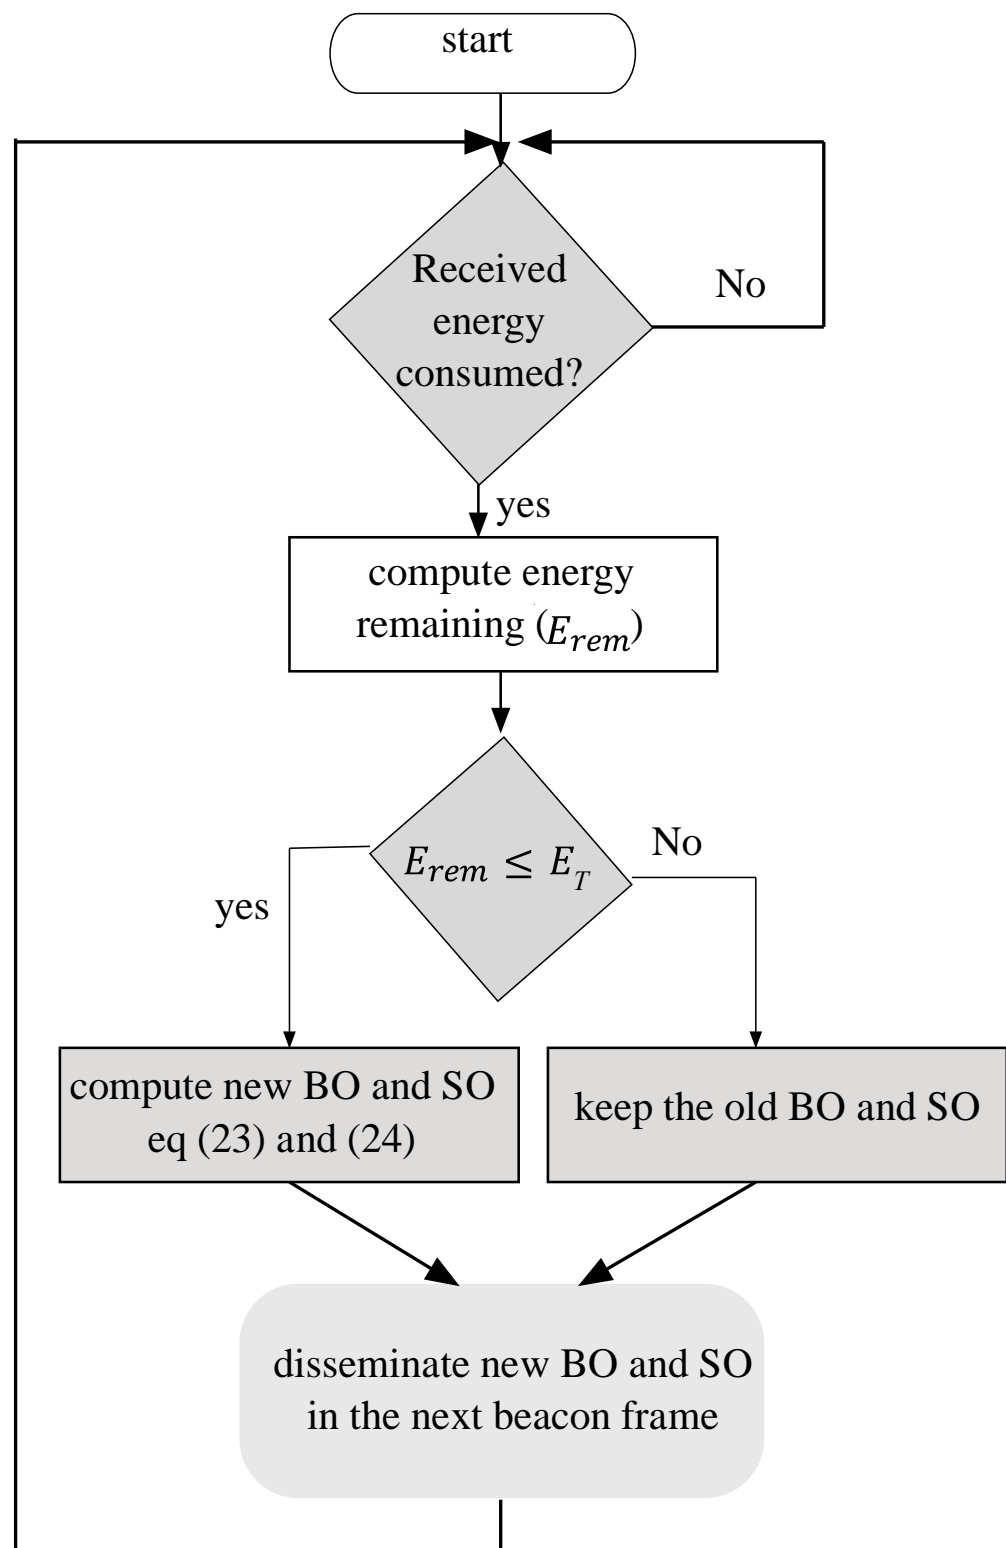 start
Received
energy
consumed?
No
yes
compute energy
remaining (E_rem)
E_rem ≤ E_T
No
yes
compute new BO and SO
eq (23) and (24)
keep the old BO and SO
disseminate new BO and SO
in the next beacon frame